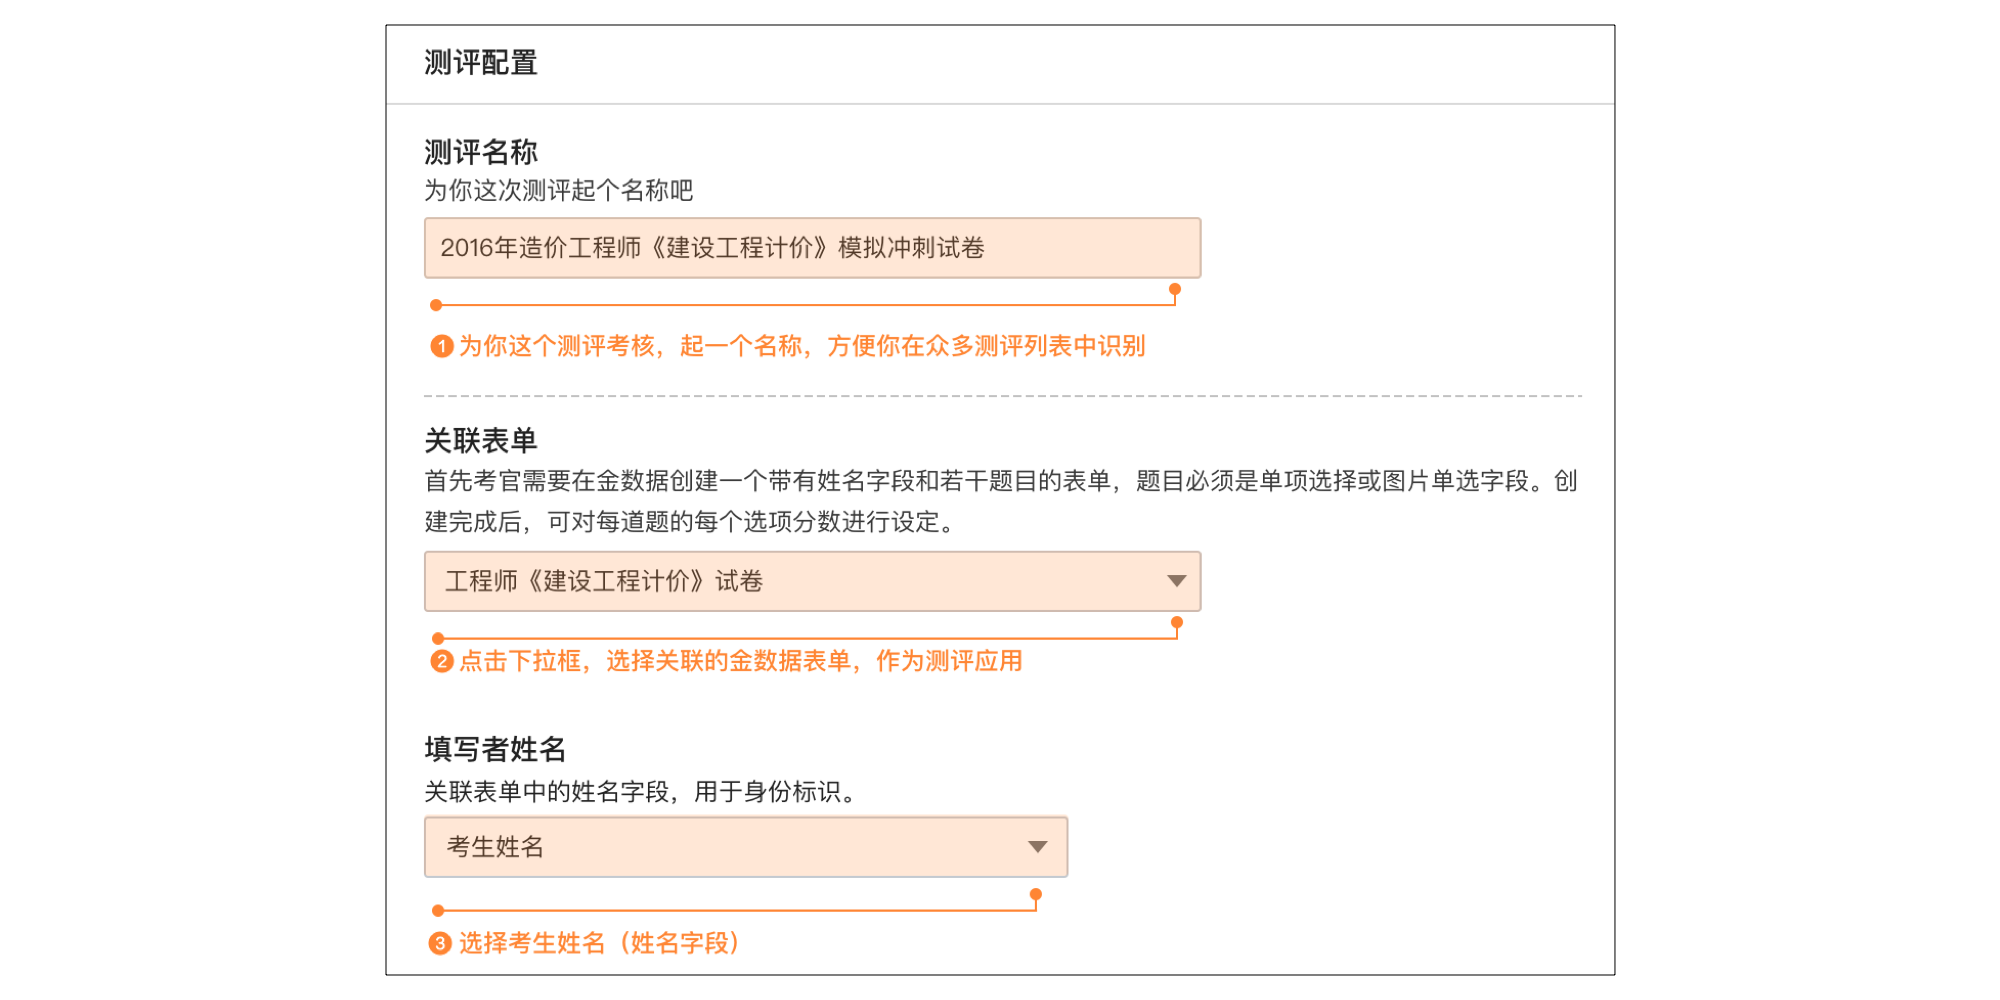 测评配置
测评名称
为你这次测评起个名称吧
2016年造价工程师《建设工程计价》模拟冲刺试卷
❶为你这个测评考核，起一个名称，方便你在众多测评列表中识别
关联表单
首先考官需要在金数据创建一个带有姓名字段和若干题目的表单，题目必须是单项选择或图片单选字段。创
建完成后，可对每道题的每个选项分数进行设定。
工程师《建设工程计价》试卷
❷点击下拉框，选择关联的金数据表单，作为测评应用
填写者姓名
关联表单中的姓名字段，用于身份标识。
考生姓名
❸选择考生姓名（姓名字段）